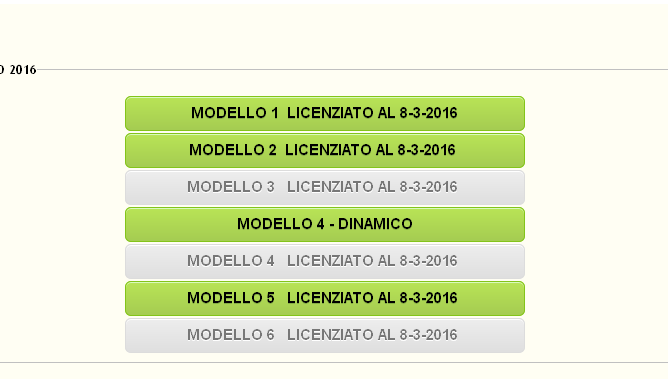 2016
MODELLO 1 LICENZIATO AL 8-3-2016
MODELLO 2 LICENZIATO AL 8-3-2016
MODELLO 3 LICENZIATO AL 8-3-2016
MODELLO 4 - DINAMICO
MODELLO 4 LICENZIATO AL 8-3-2016
MODELLO 5 LICENZIATO AL 8-3-2016
MODELLO 6 LICENZIATO AL 8-3-2016